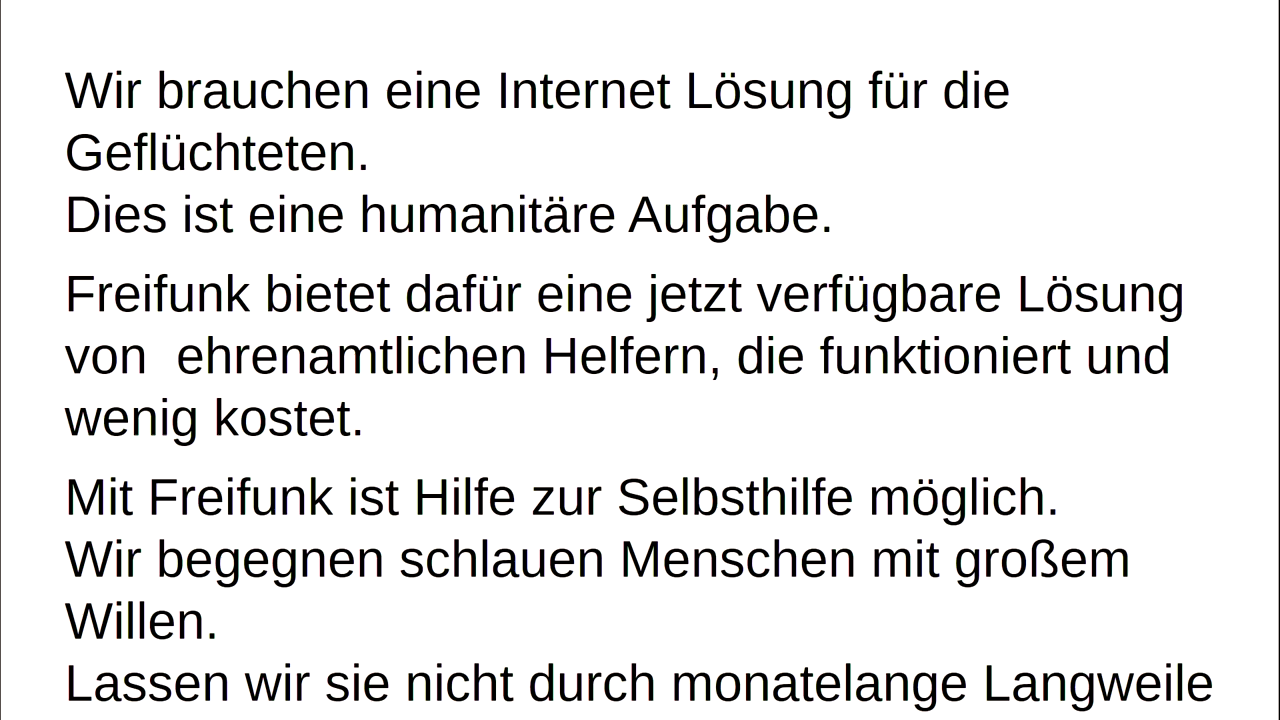 Wir brauchen eine Internet Lösung für die
Geflüchteten.
Dies ist eine humanitäre Aufgabe.
Freifunk bietet dafür eine jetzt verfügbare Lösung
von  ehrenamtlichen Helfern, die funktioniert und
wenig kostet.
Mit Freifunk ist Hilfe zur Selbsthilfe möglich.
Wir begegnen schlauen Menschen mit großem
Willen.
Lassen wir sie nicht durch monatelange Langweile